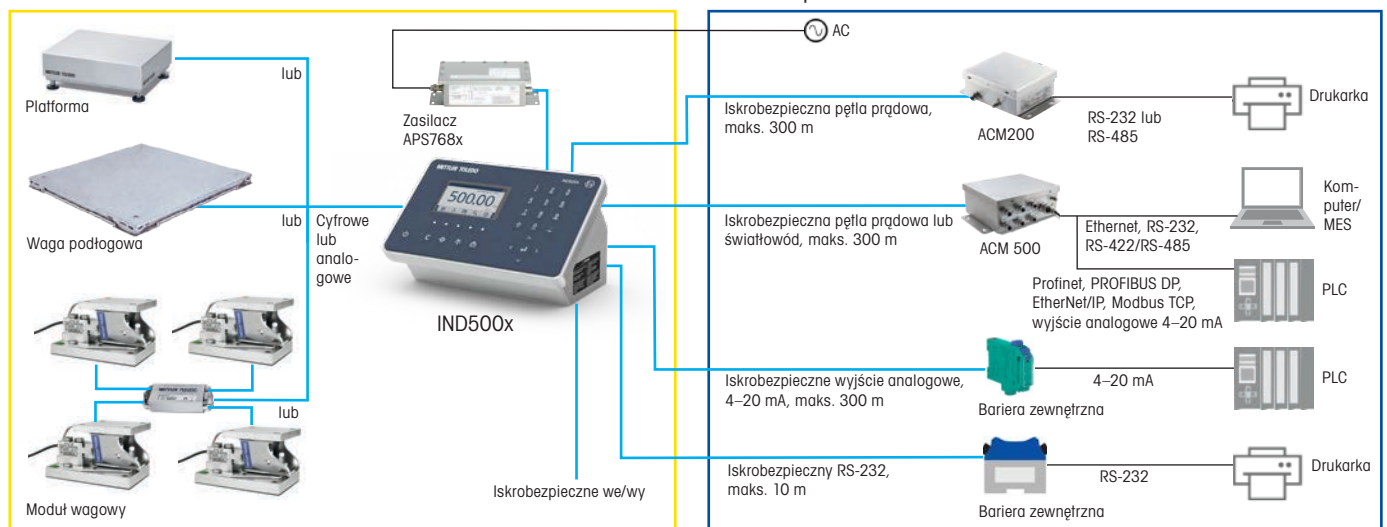 AC
Platforma
lub
Zasilacz
APS768x
Iskrobezpieczna pętla prądowa,
maks. 300 m
ACM200
RS-232 lub
RS-485
Drukarka
METTLER TOLEDO
500.00
Waga podłogowa
lub
Cyfrowe
lub
analo-
gowe
IND500x
Iskrobezpieczna pętla prądowa lub
światłowód, maks. 300 m
ACM 500
Ethernet, RS-232,
RS-422/RS-485
Kom-
puter/
MES
Profinet, PROFIBUS DP,
EtherNet/IP, Modbus TCP,
wyjście analogowe 4–20 mA
PLC
Iskrobezpieczne wyjście analogowe,
4–20 mA, maks. 300 m
Bariera zewnętrzna
4–20 mA
PLC
METTLER TOLEDO
lub
Moduł wagowy
Iskrobezpieczne we/wy
Iskrobezpieczny RS-232,
maks. 10 m
Bariera zewnętrzna
RS-232
Drukarka